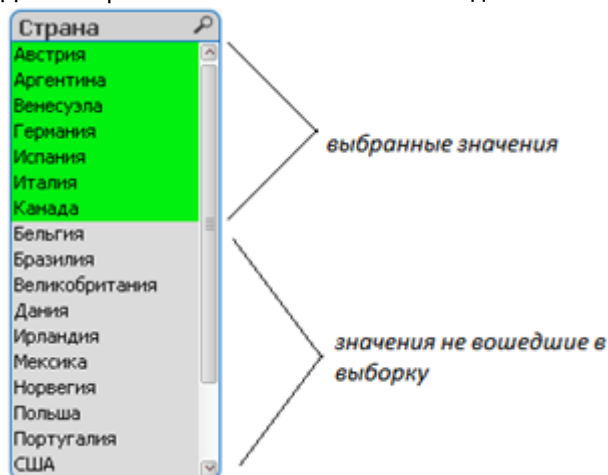 Страна
Австрия
Аргентина
Венесуэла
Германия
Испания
Италия
Канада
Бельгия
Бразилия
Великобритания
Дания
Ирландия
Мексика
Норвегия
Польша
Португалия
США
выбранные значения
значения не вошедшие в
выборку